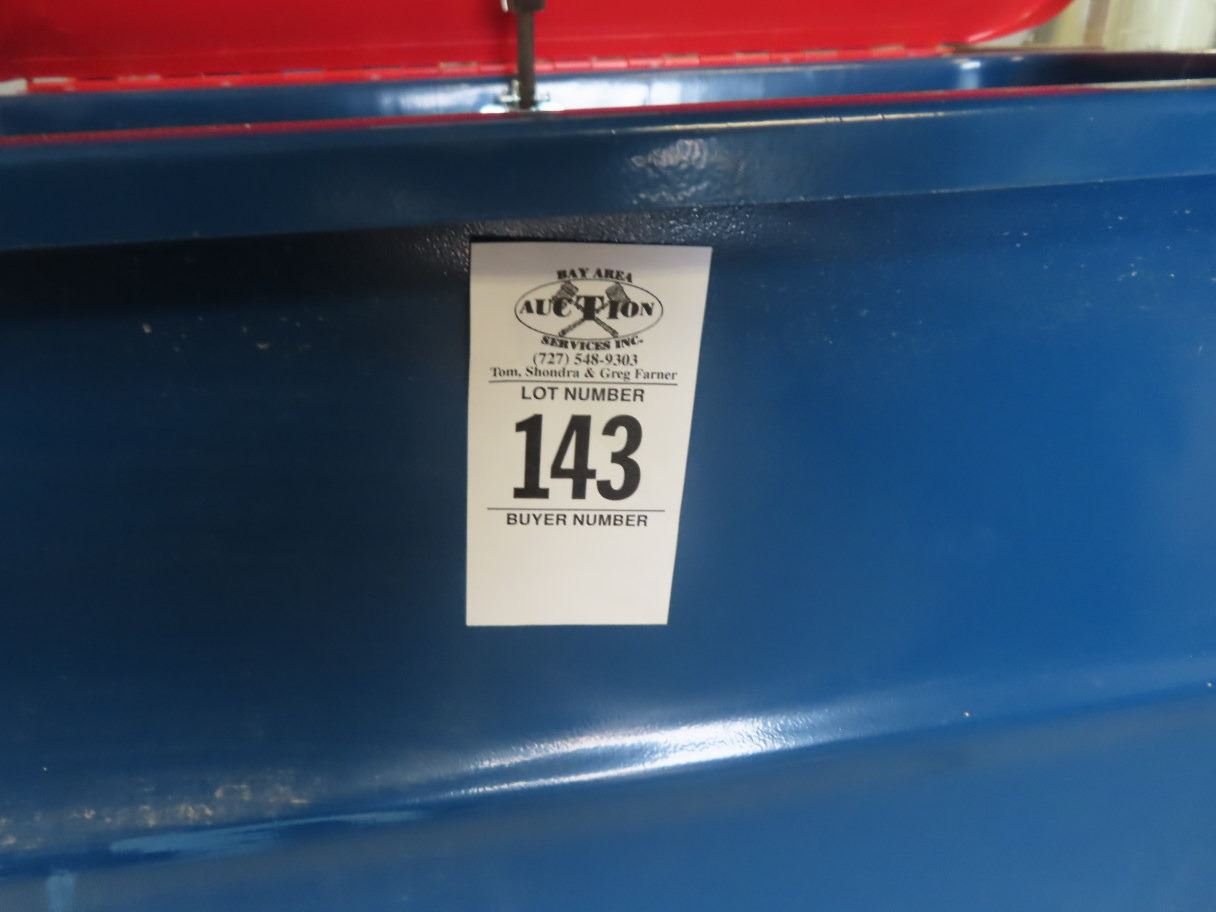 BAY AREA
AUCTION
SERVICES INC.
(727) 548-9303
Tom, Shondra & Greg Farner
LOT NUMBER
143
BUYER NUMBER